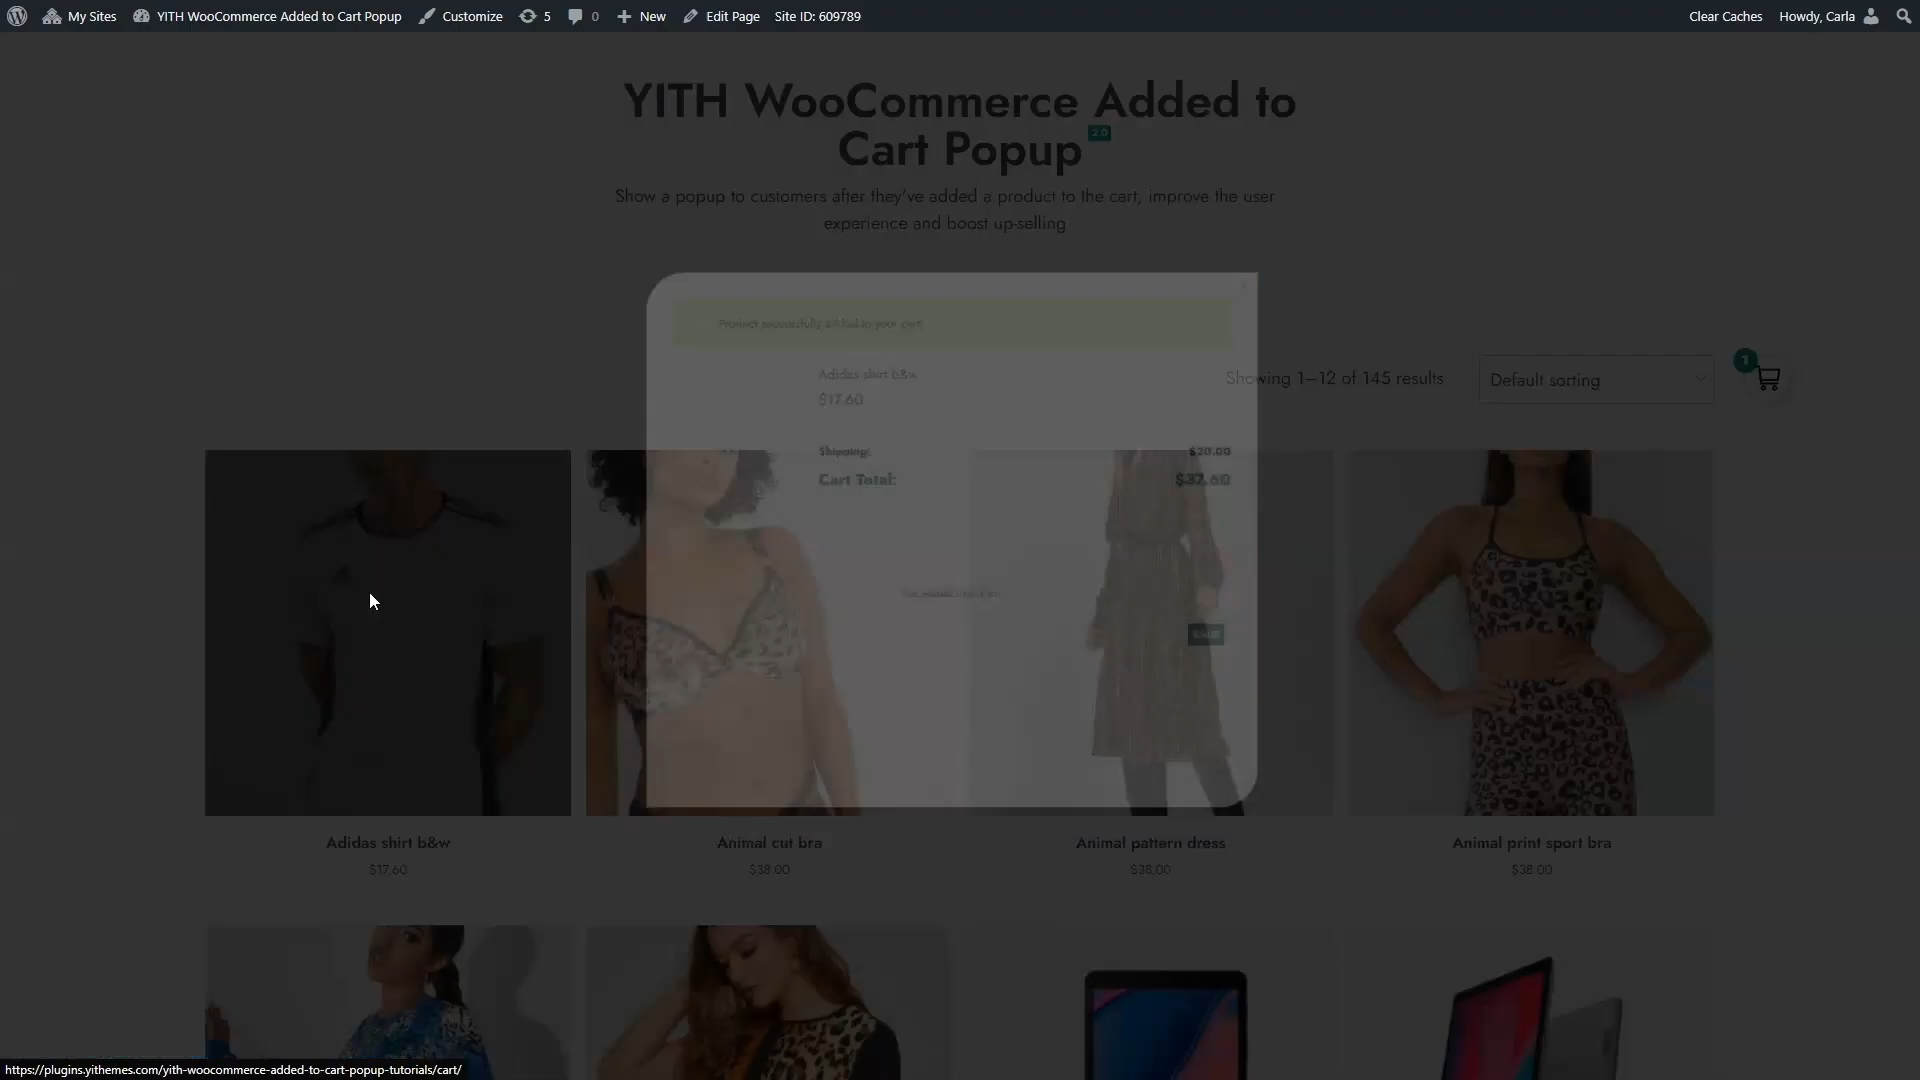 My Sites YITH WooCommerce Added to Cart Popup Customize 5 0 New Edit Page Site ID: 609789 Clear Caches Howdy, Carla
YITH WooCommerce Added to
Cart Popup 2.0
Show a popup to customers after they've added a product to the cart, improve the user
experience and boost up-selling
Product successfully added to your cart
Adidas shirt b&w
$17.60
Showing 1–12 of 145 results Default sorting 1
Shipping: $20.00
Cart Total: $37.60
Adidas shirt b&w Animal cut bra Animal pattern dress Animal print sport bra
$17.60 $38.00 $38.00 $38.00
https://plugins.yithemes.com/yith-woocommerce-added-to-cart-popup-tutorials/cart/